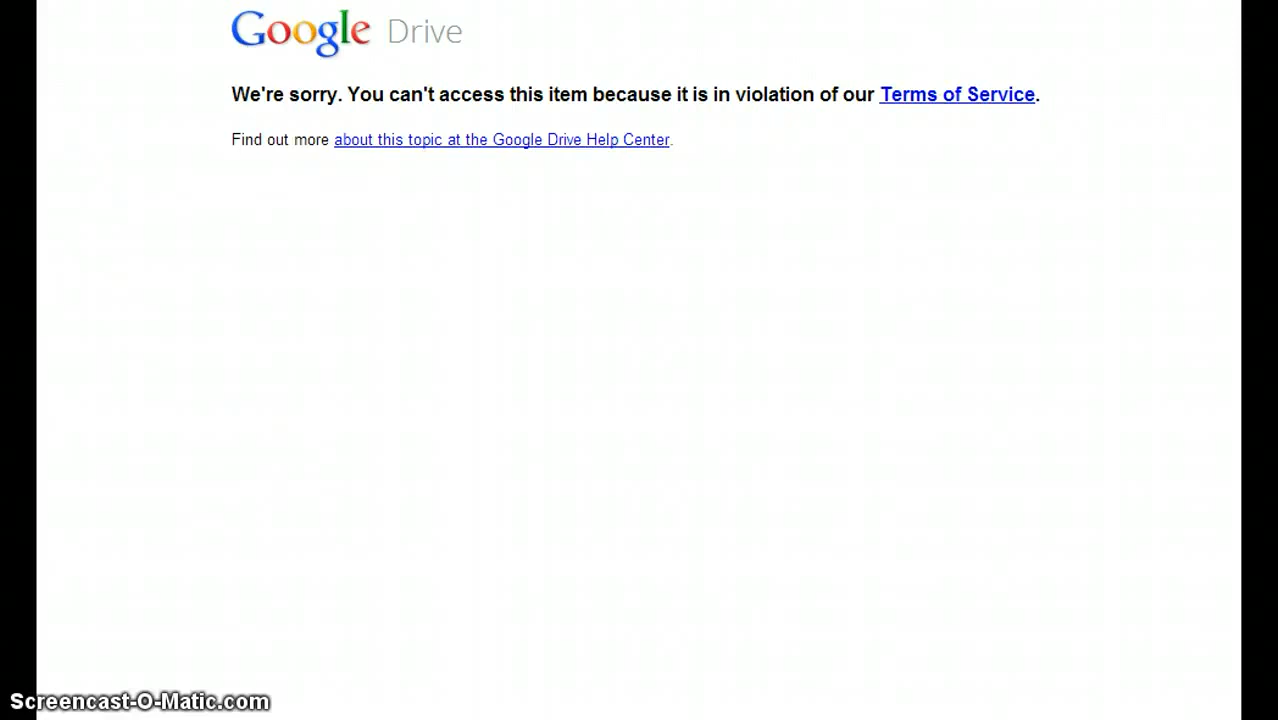 Google Drive
We're sorry. You can't access this item because it is in violation of our Terms of Service.
Find out more about this topic at the Google Drive Help Center.
Screencast-O-Matic.com